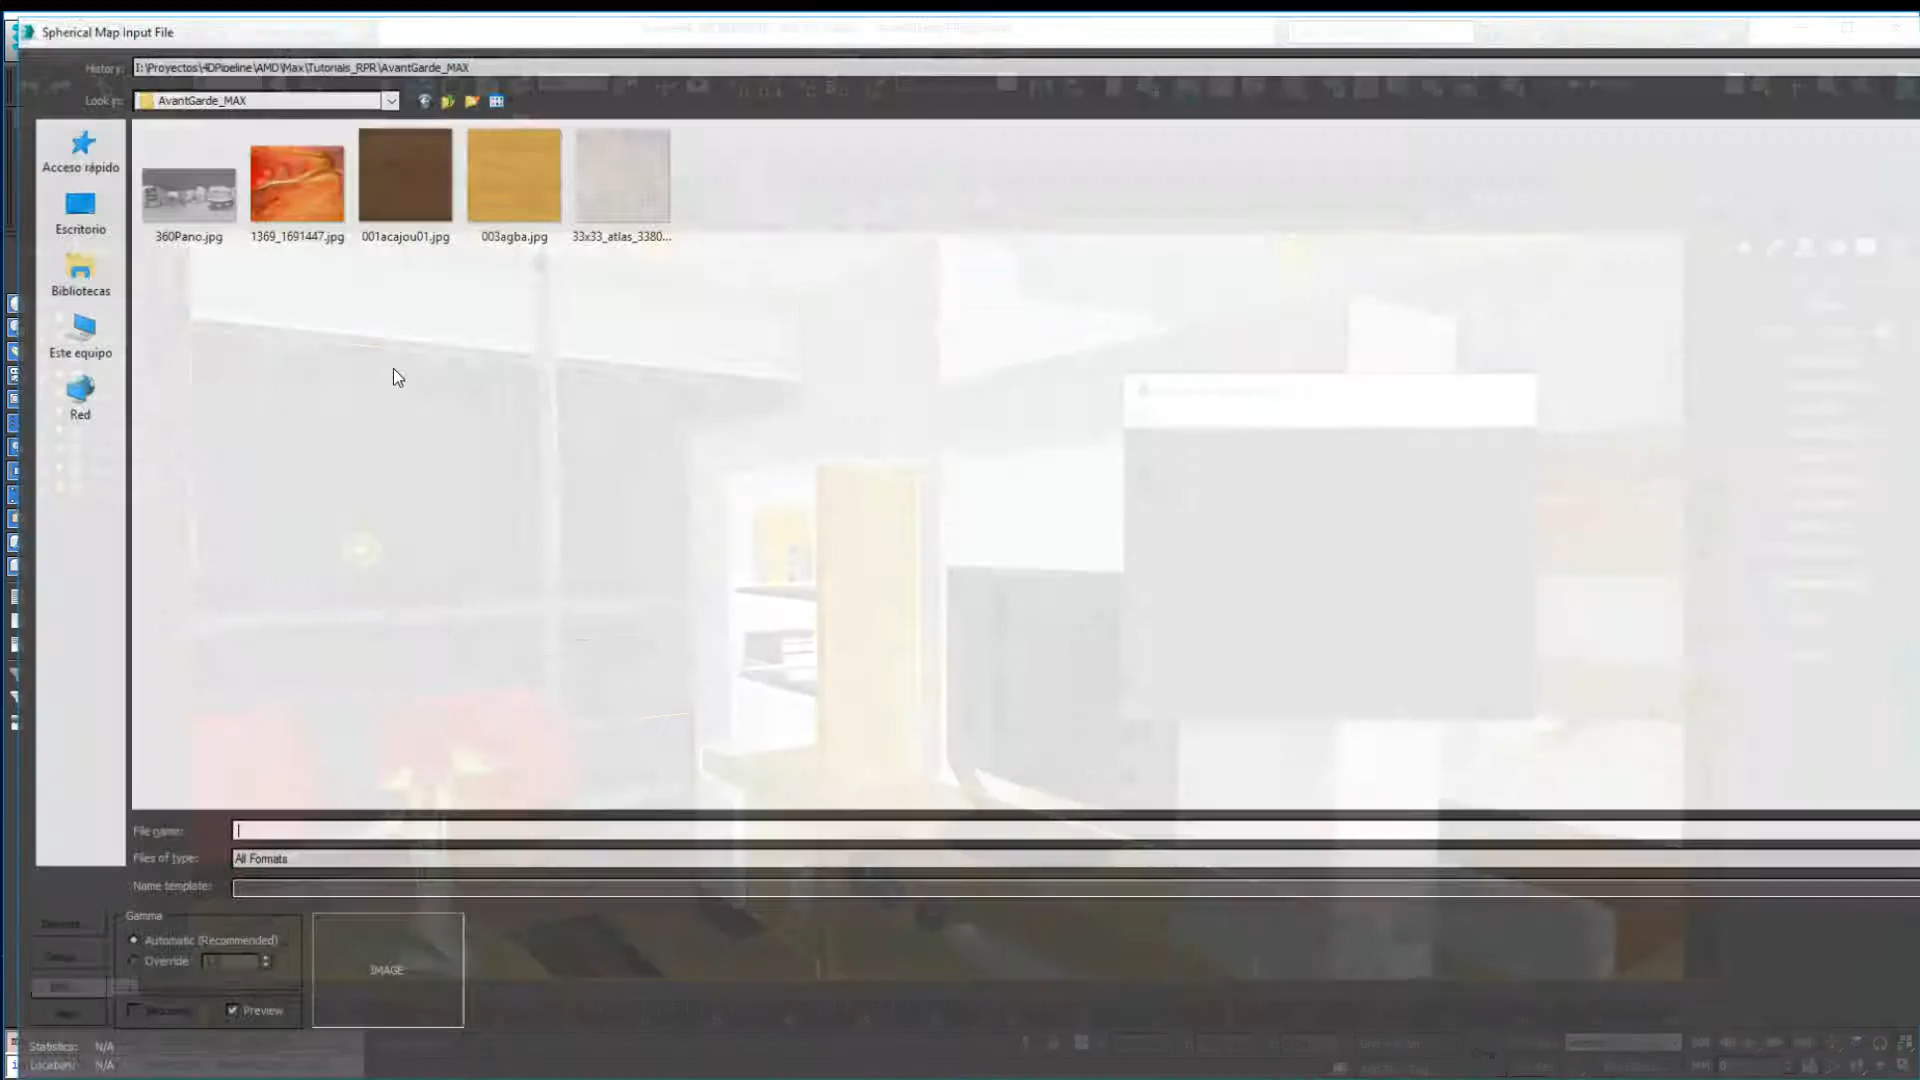 Spherical Map Input File
History: I:\Proyectos\4DPipeline\AMD\Max\Tutorials_RPR\AvantGarde_MAX
Look in: AvantGarde_MAX
Acceso rápido
Escritorio
Bibliotecas
Este equipo
Red
360Pano.jpg 1369_1691447.jpg 001acajou01.jpg 003agba.jpg 33x33_atlas_3380...
File name:
Files of type: All Formats
Name template:
Gamma
Automatic (Recommended)
Override:
IMAGE
Preview
Statistics: N/A
Location: N/A